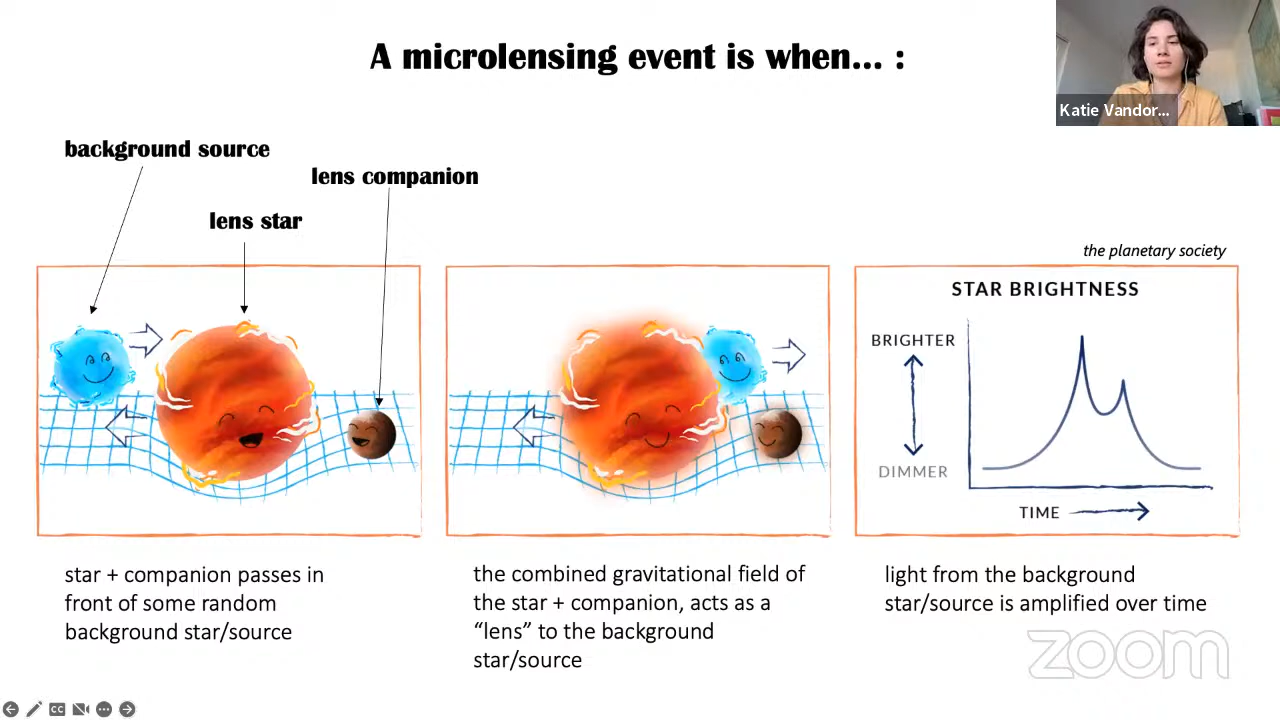 A microlensing event is when... :
Katie Vandor...
background source
lens companion
lens star
the planetary society
STAR BRIGHTNESS
BRIGHTER
DIMMER
TIME
star + companion passes in
front of some random
background star/source
the combined gravitational field of
the star + companion, acts as a
“lens” to the background
star/source
light from the background
star/source is amplified over time
zoom
CC